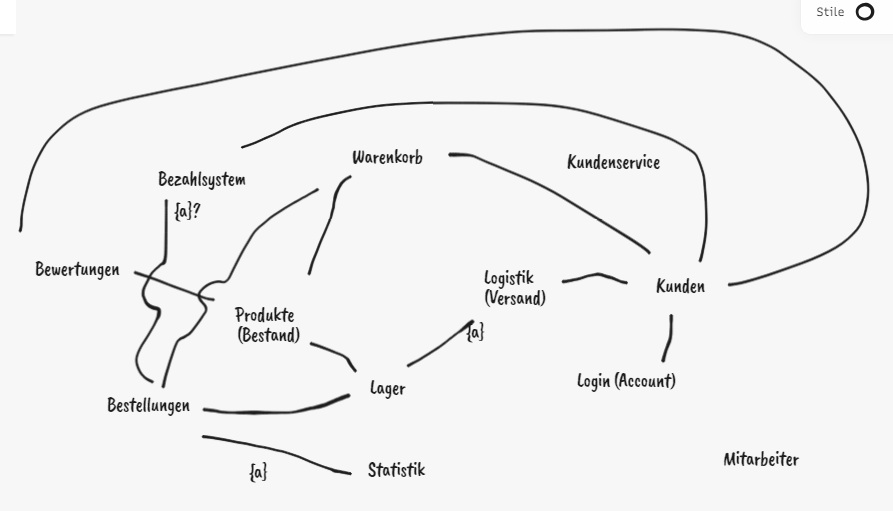 Stile
Warenkorb
Kundenservice
Bezahlsystem
{a}?
Bewertungen
Logistik
(Versand)
Kunden
Produkte
(Bestand)
{a}
Lager
Login (Account)
Bestellungen
{a}
Statistik
Mitarbeiter